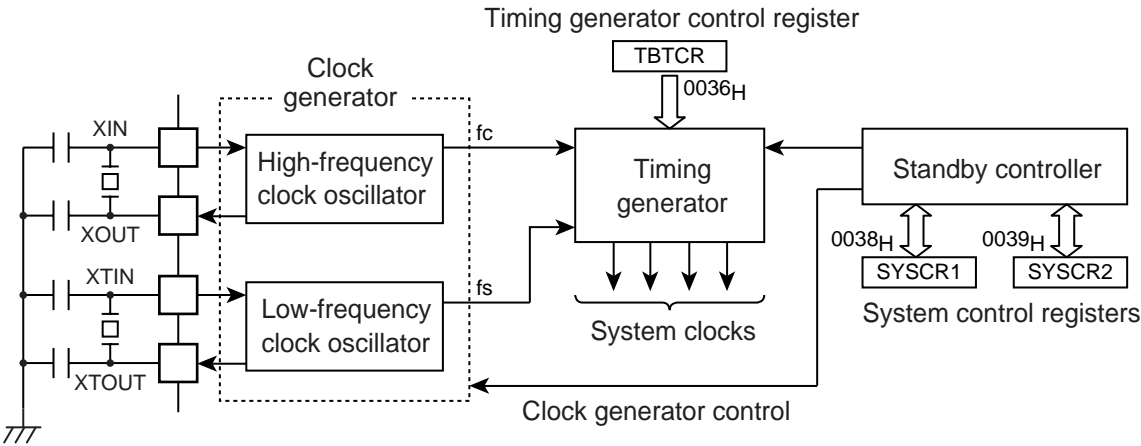 Timing generator control register
TBTCR
0036H
Clock
generator
XIN
XOUT
High-frequency
clock oscillator
fc
Timing
generator
Standby controller
0038H
0039H
SYSCR1
SYSCR2
System control registers
XTIN
XTOUT
Low-frequency
clock oscillator
fs
System clocks
Clock generator control